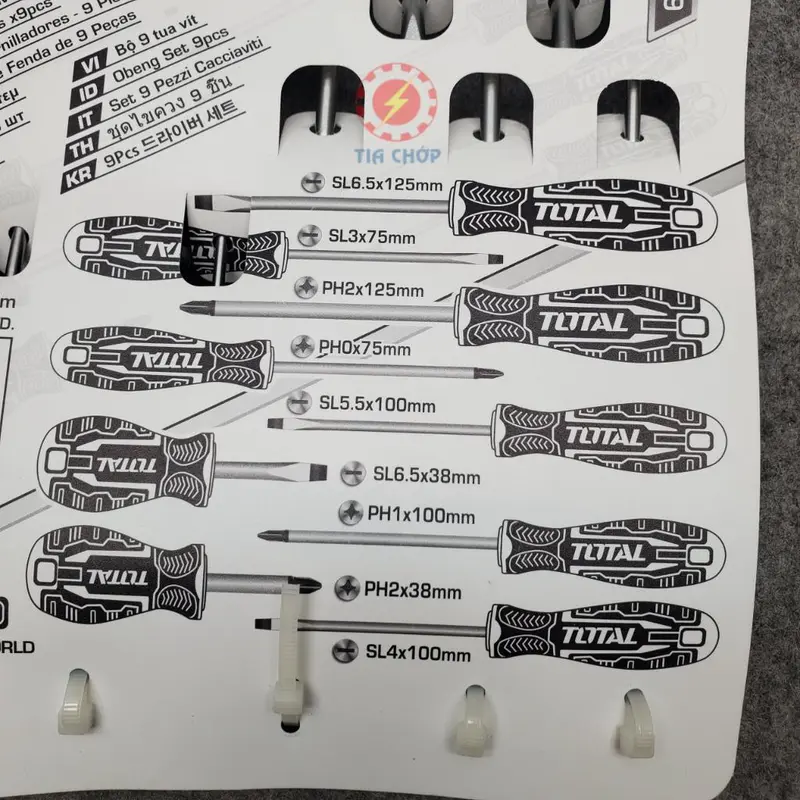 x9pcs
nilladores - 9 Pi
Fenda de 9 Peças
VI Bộ 9 tua vít
ID Obeng Set 9pcs
IT Set 9 Pezzi Cacciaviti
TH ชุดไขควง 9 ชิ้น
KR 9Pcs 드라이버 세트
TIA CHỚP
SL6.5x125mm
TOTAL
SL3x75mm
TOTAL
PH2x125mm
TOTAL
PH0x75mm
TOTAL
SL5.5x100mm
TOTAL
SL6.5x38mm
TOTAL
PH1x100mm
TOTAL
PH2x38mm
TOTAL
SL4x100mm
TOTAL
m
D.
RLD